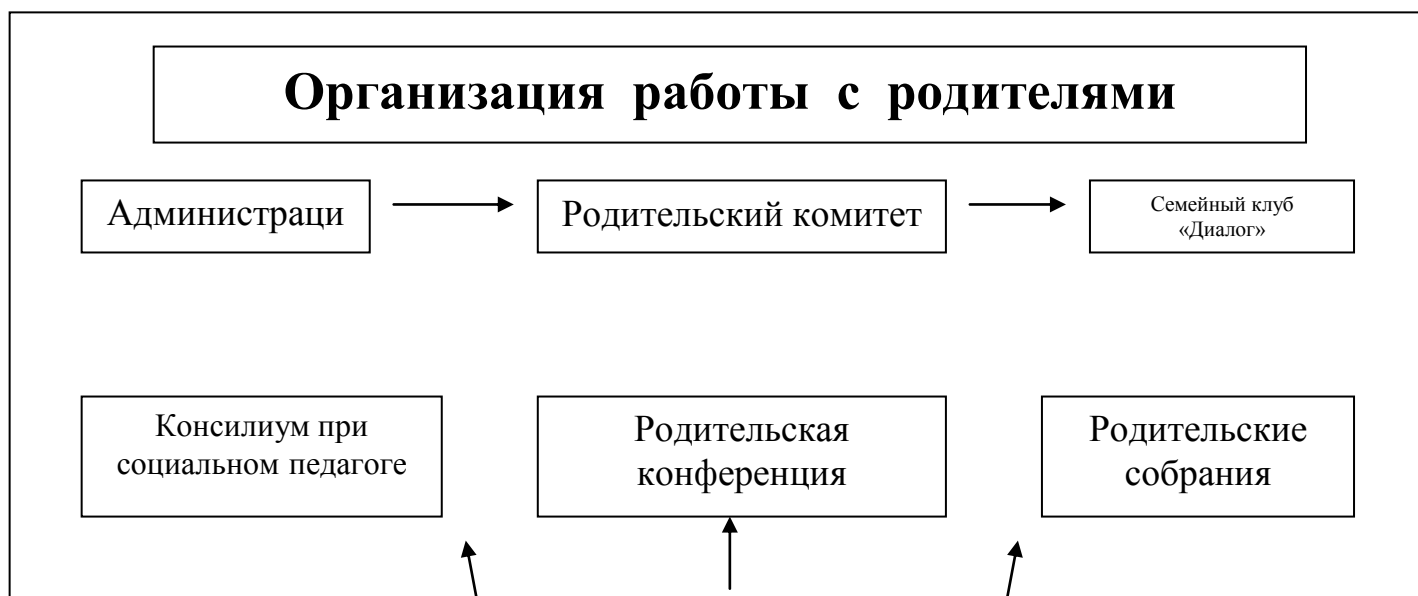 Организация работы с родителями
Администраци
Родительский комитет
Семейный клуб
«Диалог»
Консилиум при
социальном педагоге
Родительская
конференция
Родительские
собрания